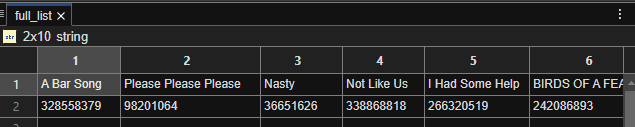 full_list
2x10 string
1 2 3 4 5 6
1 A Bar Song Please Please Please Nasty Not Like Us I Had Some Help BIRDS OF A FEA
2 328558379 98201064 36651626 338868818 266320519 242086893